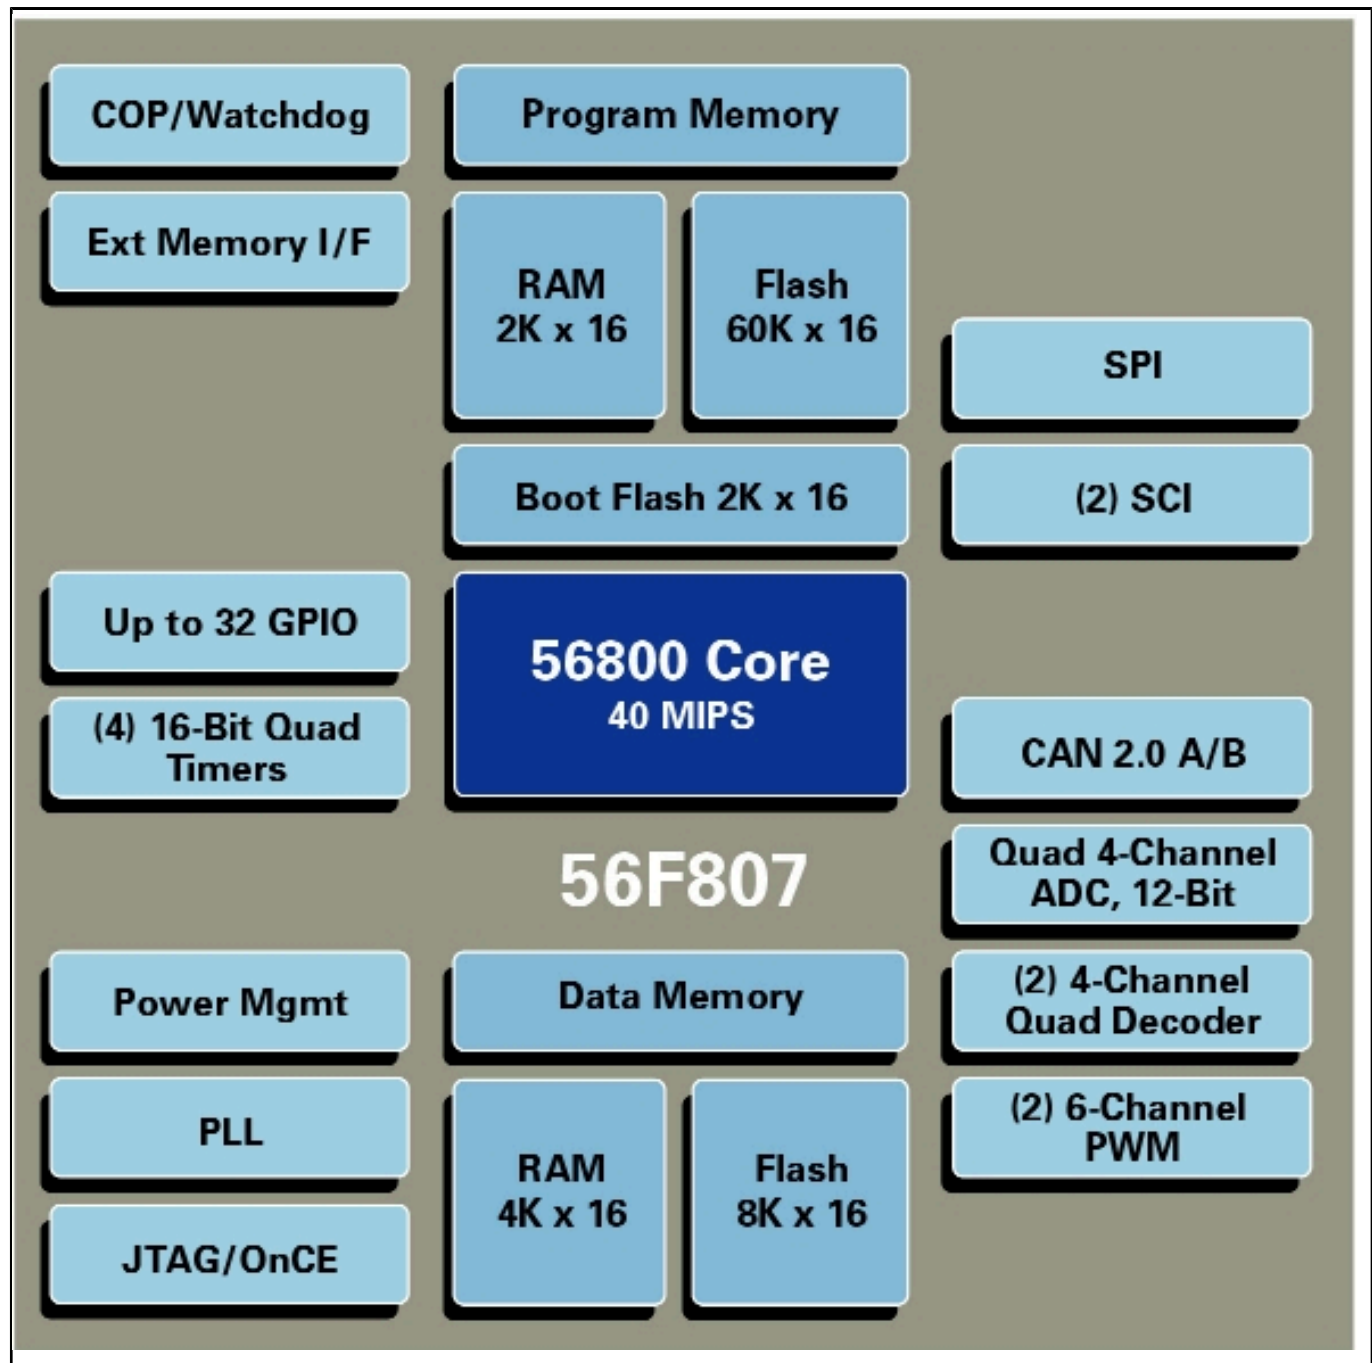 COP/Watchdog
Ext Memory I/F
Program Memory
RAM
2K x 16
Flash
60K x 16
Boot Flash 2K x 16
SPI
(2) SCI
Up to 32 GPIO
(4) 16-Bit Quad
Timers
56800 Core
40 MIPS
56F807
CAN 2.0 A/B
Quad 4-Channel
ADC, 12-Bit
(2) 4-Channel
Quad Decoder
(2) 6-Channel
PWM
Power Mgmt
PLL
JTAG/OnCE
Data Memory
RAM
4K x 16
Flash
8K x 16